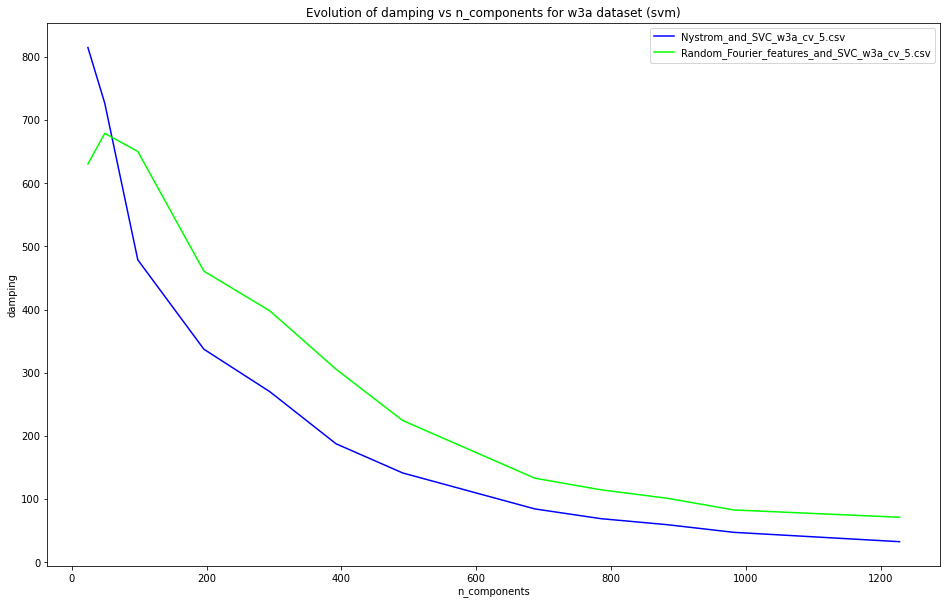 Evolution of damping vs n_components for w3a dataset (svm)
Nystrom_and_SVC_w3a_cv_5.csv
Random_Fourier_features_and_SVC_w3a_cv_5.csv
800
700
600
500
400
300
200
100
0
damping
0 200 400 600 800 1000 1200
n_components